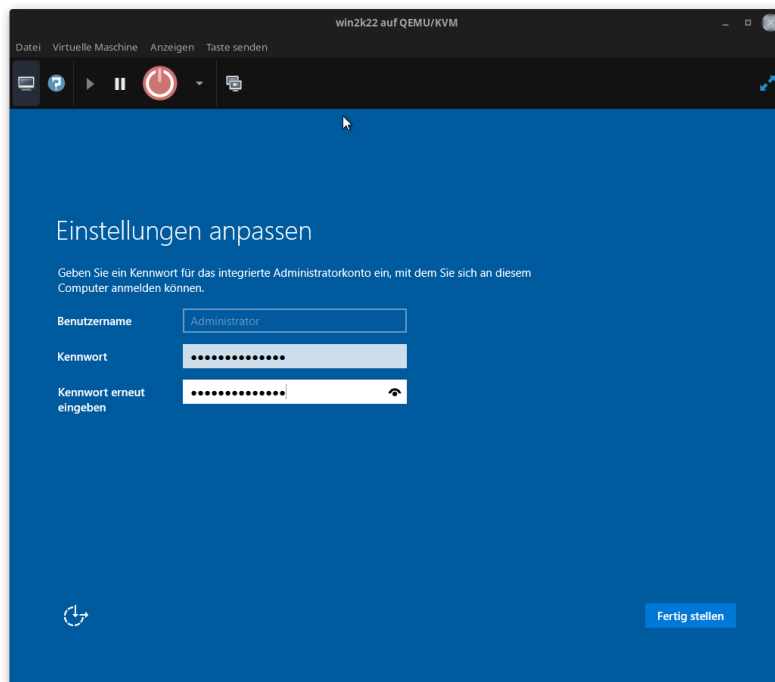 win2k22 auf QEMU/KVM
Datei Virtuelle Maschine Anzeigen Taste senden
Einstellungen anpassen
Geben Sie ein Kennwort für das integrierte Administratorkonto ein, mit dem Sie sich an diesem
Computer anmelden können.
Benutzername Administrator
Kennwort ••••••••••••••
Kennwort erneut ••••••••••••••
eingeben
Fertig stellen